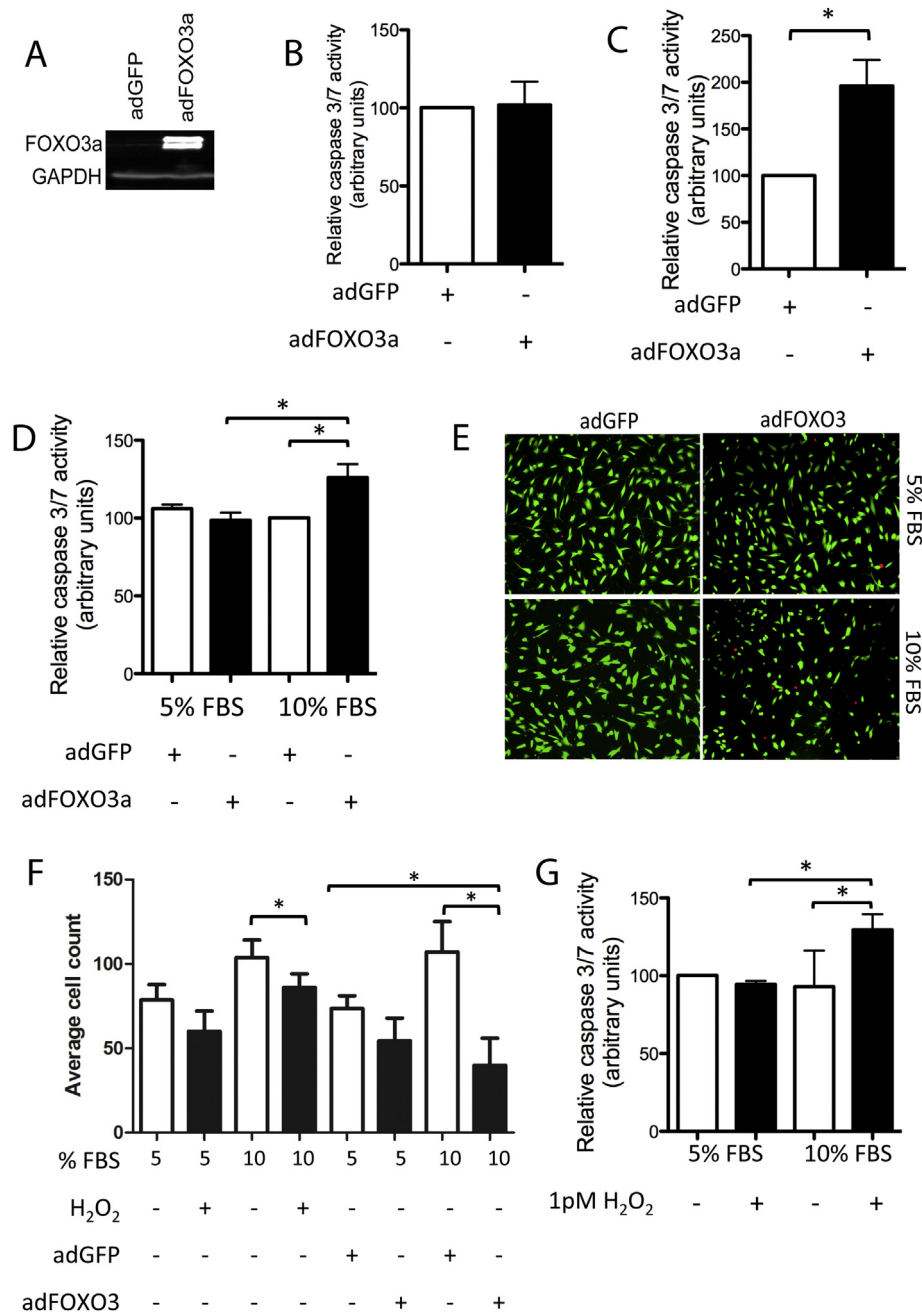 A
adGFP
adFOXO3a
FOXO3a
GAPDH
B
Relative caspase 3/7 activity
(arbitrary units)
150
100
50
0
adGFP + -
adFOXO3a - +
C
*
Relative caspase 3/7 activity
(arbitrary units)
250
200
150
100
50
0
adGFP + -
adFOXO3a - +
D
*
*
Relative caspase 3/7 activity
(arbitrary units)
150
100
50
0
5% FBS 10% FBS
adGFP + - + -
adFOXO3a - + - +
E
adGFP adFOXO3
5% FBS
10% FBS
F
*
*
*
Average cell count
150
100
50
0
% FBS 5 5 10 10 5 5 10 10
H₂O₂ - + - + - - - -
adGFP - - - - + - + -
adFOXO3 - - - - - + - +
G
*
*
Relative caspase 3/7 activity
(arbitrary units)
150
100
50
0
5% FBS 10% FBS
1pM H₂O₂ - + - +